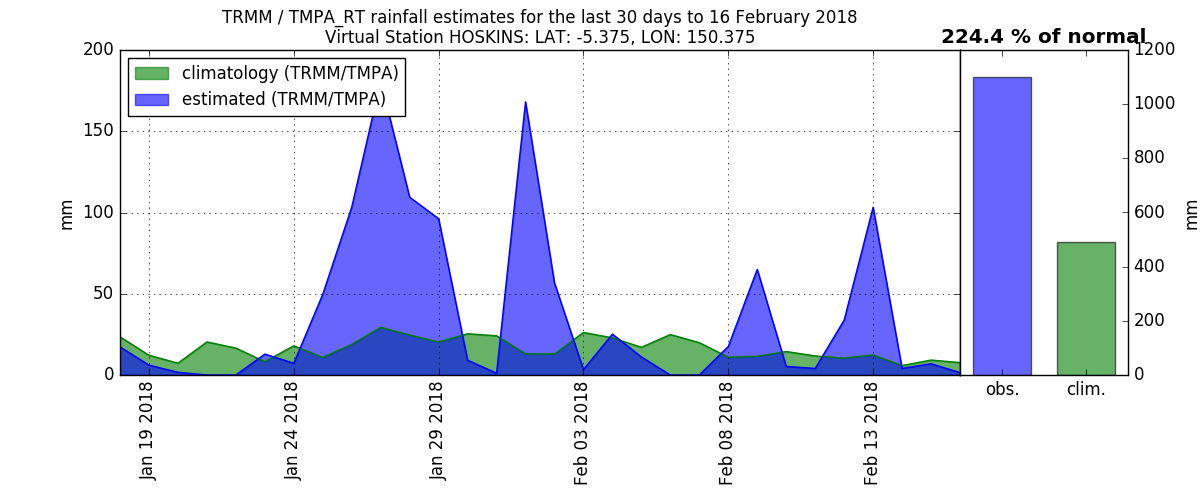 TRMM / TMPA_RT rainfall estimates for the last 30 days to 16 February 2018
Virtual Station HOSKINS: LAT: -5.375, LON: 150.375
224.4 % of normal
climatology (TRMM/TMPA)
estimated (TRMM/TMPA)
200
150
100
50
0
mm
Jan 19 2018
Jan 24 2018
Jan 29 2018
Feb 03 2018
Feb 08 2018
Feb 13 2018
1200
1000
800
600
400
200
0
mm
obs.
clim.